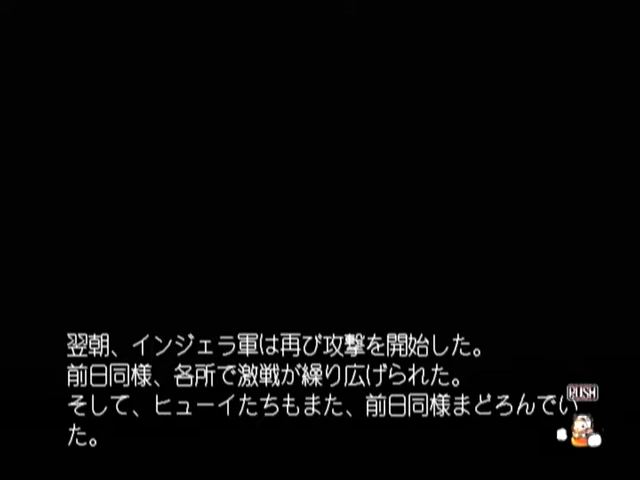 翌朝、インジェラ軍は再び攻撃を開始した。
前日同様、各所で激戦が繰り広げられた。
そして、ヒューイたちもまた、前日同様まどろんでい
た。
PUSH